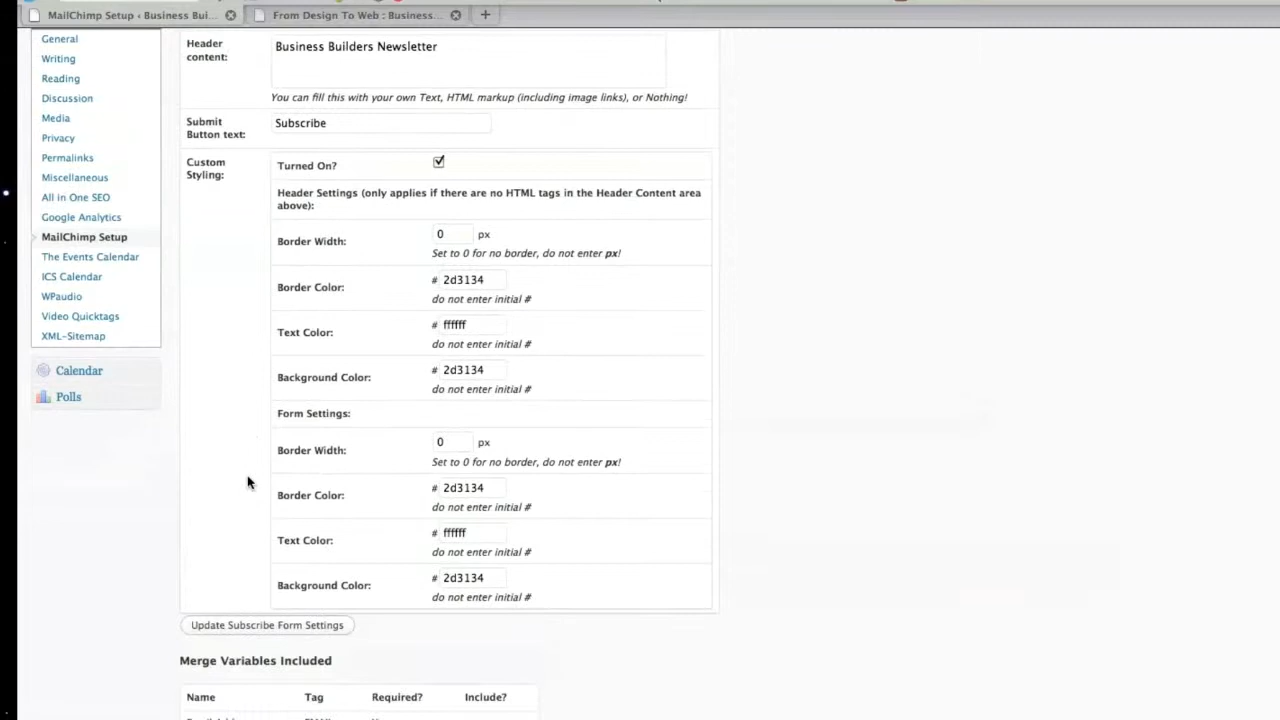 MailChimp Setup ‹ Business Bui...
From Design To Web : Business...
General
Writing
Reading
Discussion
Media
Privacy
Permalinks
Miscellaneous
All in One SEO
Google Analytics
MailChimp Setup
The Events Calendar
ICS Calendar
WPaudio
Video Quicktags
XML-Sitemap
Calendar
Polls
Header
content:
Business Builders Newsletter
You can fill this with your own Text, HTML markup (including image links), or Nothing!
Submit
Button text:
Subscribe
Custom
Styling:
Turned On?
Header Settings (only applies if there are no HTML tags in the Header Content area
above):
Border Width:
0 px
Set to 0 for no border, do not enter px!
Border Color:
# 2d3134
do not enter initial #
Text Color:
# ffffff
do not enter initial #
Background Color:
# 2d3134
do not enter initial #
Form Settings:
Border Width:
0 px
Set to 0 for no border, do not enter px!
Border Color:
# 2d3134
do not enter initial #
Text Color:
# ffffff
do not enter initial #
Background Color:
# 2d3134
do not enter initial #
Update Subscribe Form Settings
Merge Variables Included
Name Tag Required? Include?